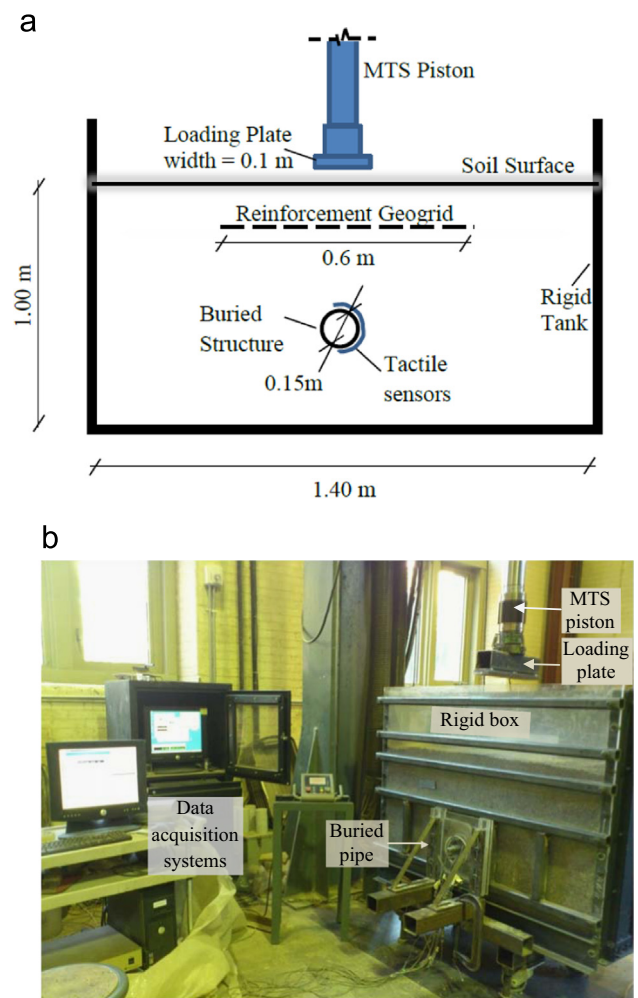 a
MTS Piston
Loading Plate
width = 0.1 m
Soil Surface
Reinforcement Geogrid
0.6 m
1.00 m
Rigid
Tank
Buried
Structure
0.15m
Tactile
sensors
1.40 m
b
MTS
piston
Loading
plate
Rigid box
Data
acquisition
systems
Buried
pipe